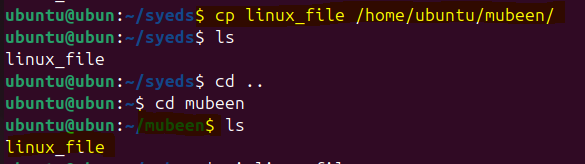 ubuntu@ubun:~/syeds$ cp linux_file /home/ubuntu/mubeen/
ubuntu@ubun:~/syeds$ ls
linux_file
ubuntu@ubun:~/syeds$ cd ..
ubuntu@ubun:~$ cd mubeen
ubuntu@ubun:~/mubeen$ ls
linux_file